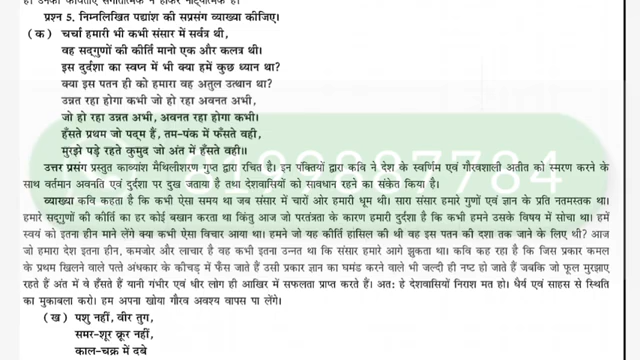 है। उनकी कविताएँ संगीतात्मक न होकर नाट्यात्मक हैं।
प्रश्न 5. निम्नलिखित पद्यांश की सप्रसंग व्याख्या कीजिए।
(क) चर्चा हमारी भी कभी संसार में सर्वत्र थी,
वह सद्गुणों की कीर्ति मानो एक और कलत्र थी।
इस दुर्दशा का स्वप्न में भी क्या हमें कुछ ध्यान था?
क्या इस पतन ही को हमारा वह अतुल उत्थान था?
उन्नत रहा होगा कभी जो हो रहा अवनत अभी,
जो हो रहा उन्नत अभी, अवनत रहा होगा कभी।
हँसते प्रथम जो पद्म हैं, तम-पंक में फँसते वही,
मुरझे पड़े रहते कुमुद जो अंत में हँसते वही॥
उत्तर प्रसंग प्रस्तुत काव्यांश मैथिलीशरण गुप्त द्वारा रचित है। इन पंक्तियों द्वारा कवि ने देश के स्वर्णिम एवं गौरवशाली अतीत को स्मरण करने के
साथ वर्तमान अवनति एवं दुर्दशा पर दुख जताया है तथा देशवासियों को सावधान रहने का संकेत किया है।
व्याख्या कवि कहता है कि कभी ऐसा समय था जब संसार में चारों ओर हमारी धूम थी। सारा संसार हमारे गुणों एवं ज्ञान के प्रति नतमस्तक था।
हमारे सद्गुणों की कीर्ति का हर कोई बखान करता था किंतु आज जो परतंत्रता के कारण हमारी दुर्दशा है कि कभी हमने उसके विषय में सोचा था। हमने
स्वयं को इतना हीन माने लेंगे क्या कभी ऐसा विचार आया था। हमने जो यह कीर्ति हासिल की थी वह इस पतन की दशा तक जाने के लिए थी? आज
जो हमारा देश इतना हीन, कमजोर और लाचार है वह कभी इतना उन्नत था कि संसार हमारे आगे झुकता था। कवि कह रहा है कि जिस प्रकार कमल
के प्रथम खिलने वाले पत्ते अंधकार के कीचड़ में फँस जाते हैं उसी प्रकार ज्ञान का घमंड करने वाले भी जल्दी ही नष्ट हो जाते हैं जबकि जो फूल मुरझाए
रहते हैं अंत में वे हँसते हैं यानी गंभीर एवं धीर लोग ही आखिर में सफलता प्राप्त करते हैं। अतः हे देशवासियों निराश मत हो। धैर्य एवं साहस से स्थिति
का मुकाबला करो। हम अपना खोया गौरव अवश्य वापस पा लेंगे।
(ख) पशु नहीं, वीर तुम,
समर-शूर क्रूर नहीं,
काल-चक्र में दबे